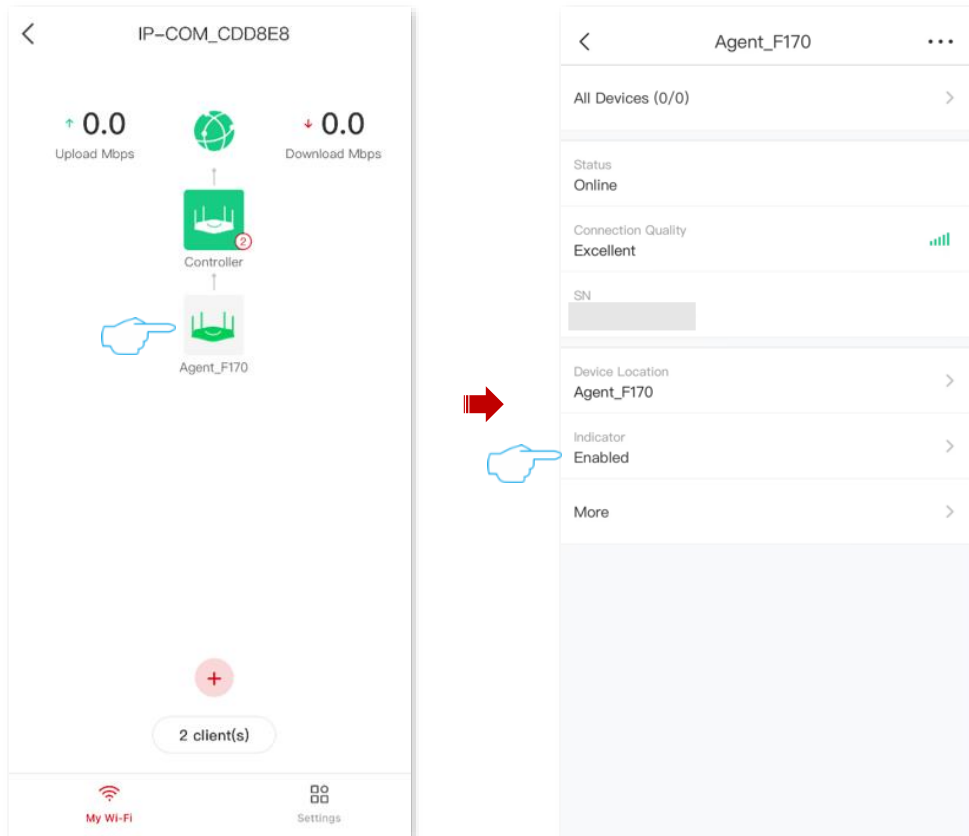 IP-COM_CDD8E8
0.0
Upload Mbps
0.0
Download Mbps
2
Controller
Agent_F170
2 client(s)
My Wi-Fi
Settings
Agent_F170
All Devices (0/0)
Status
Online
Connection Quality
Excellent
SN
Device Location
Agent_F170
Indicator
Enabled
More